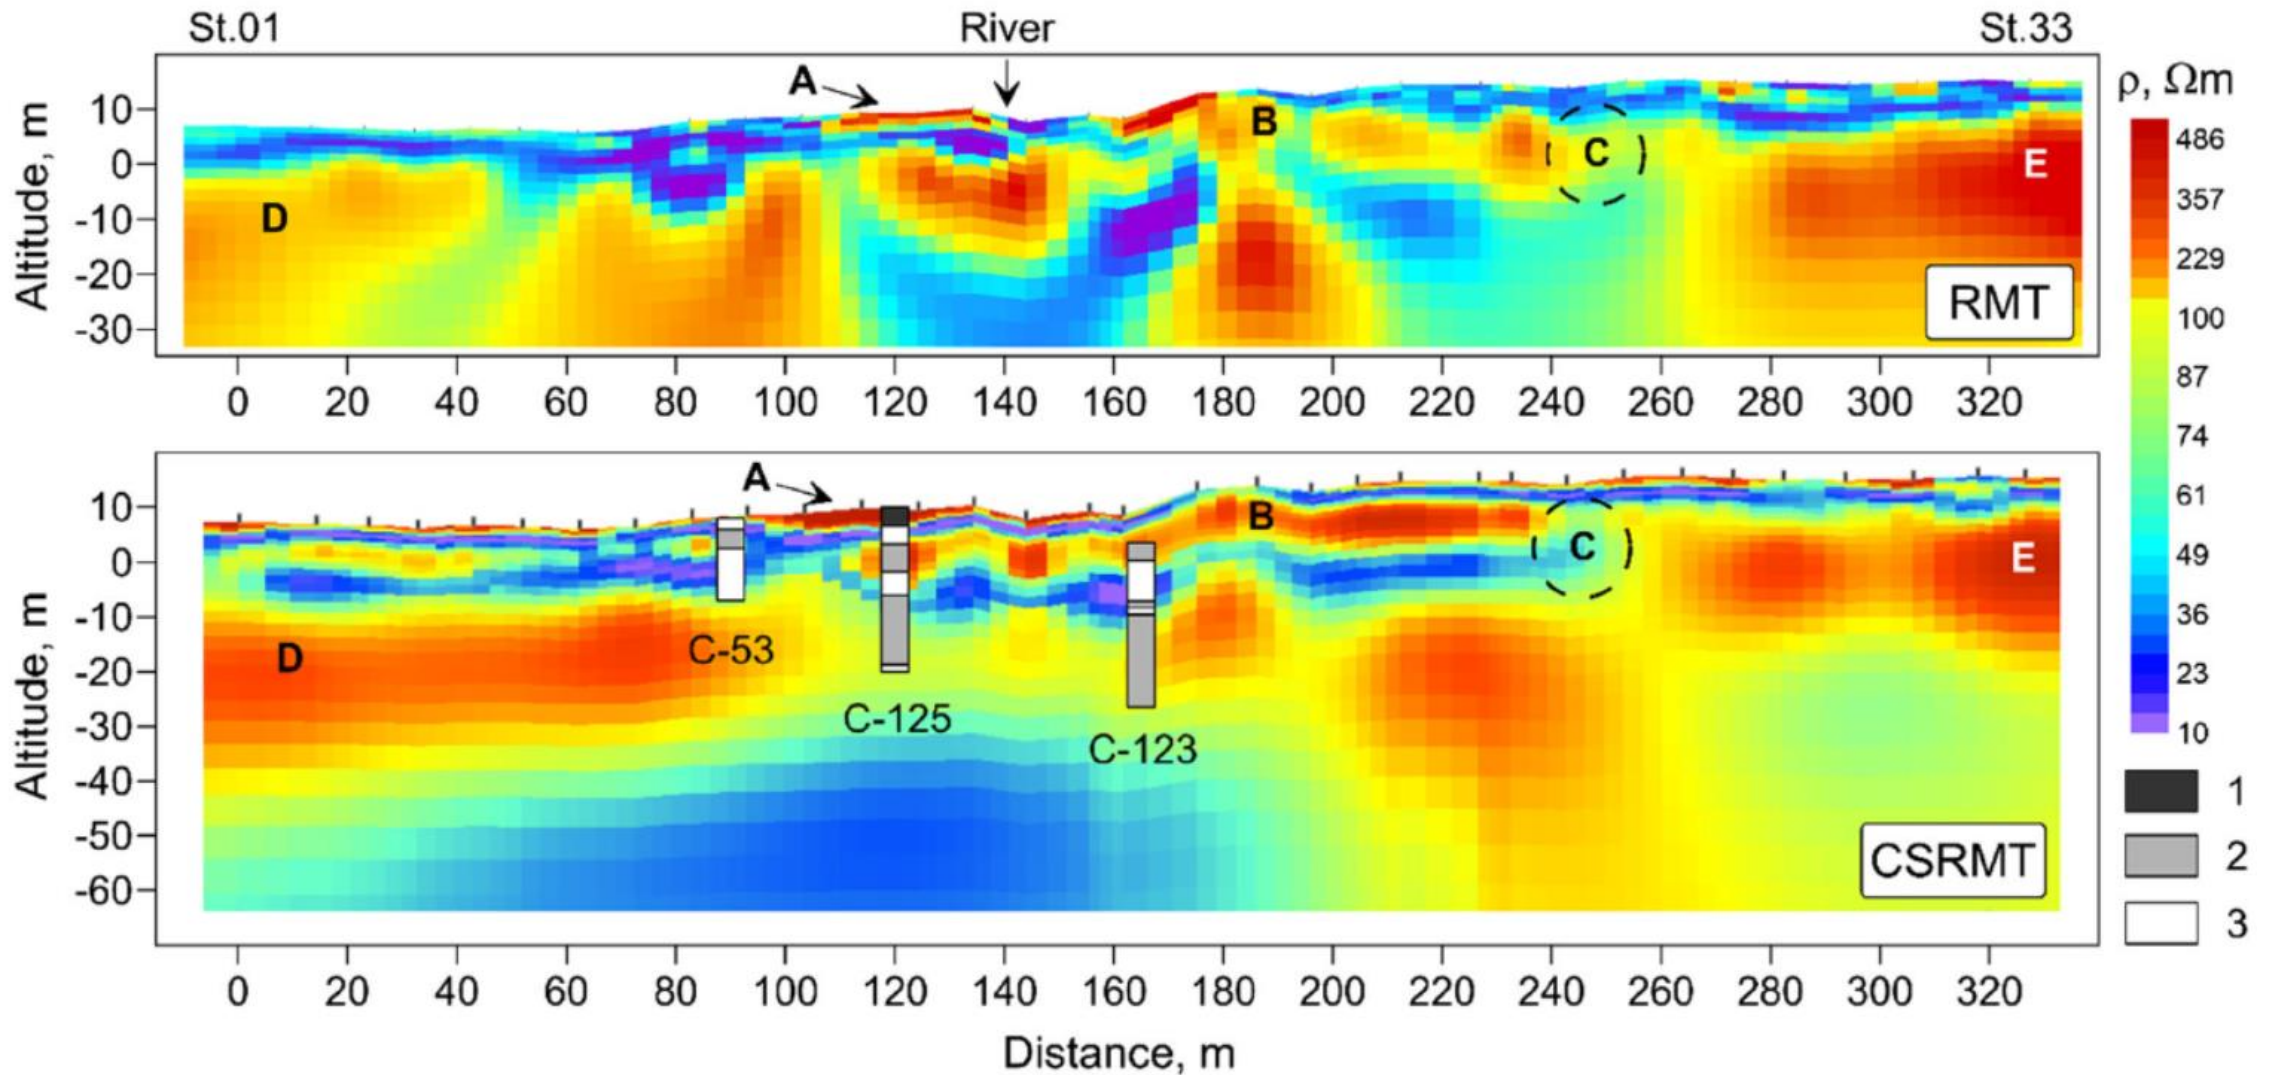 St.01 River St.33
A
B
C
D
E
RMT
Altitude, m
10
0
-10
-20
-30
0 20 40 60 80 100 120 140 160 180 200 220 240 260 280 300 320
ρ, Ωm
486
357
229
100
87
74
61
49
36
23
10
1
2
3
A
B
C
D
E
C-53
C-125
C-123
CSRMT
Altitude, m
10
0
-10
-20
-30
-40
-50
-60
0 20 40 60 80 100 120 140 160 180 200 220 240 260 280 300 320
Distance, m